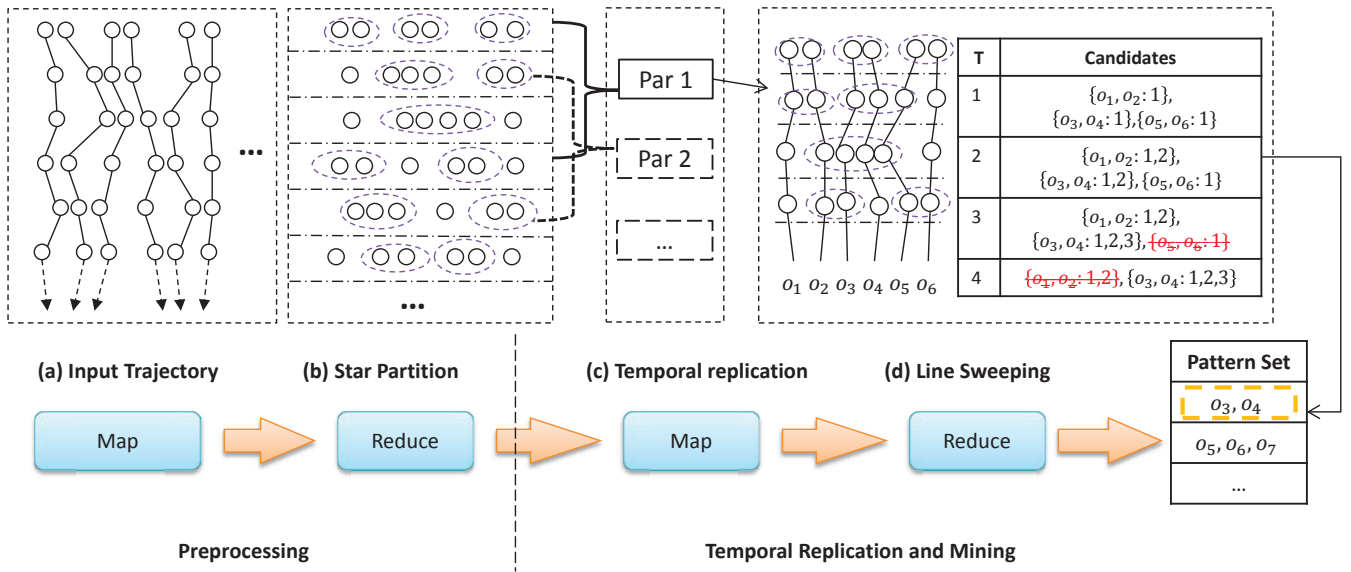 ...
...
Par 1
Par 2
...
o₁ o₂ o₃ o₄ o₅ o₆
T Candidates
1 {o₁, o₂: 1},
{o₃, o₄: 1},{o₅, o₆: 1}
2 {o₁, o₂: 1,2},
{o₃, o₄: 1,2},{o₅, o₆: 1}
3 {o₁, o₂: 1,2},
{o₃, o₄: 1,2,3},{o₅, o₆: 1}
4 {o₁, o₂: 1,2},{o₃, o₄: 1,2,3}
(a) Input Trajectory
(b) Star Partition
(c) Temporal replication
(d) Line Sweeping
Map
Reduce
Map
Reduce
Pattern Set
o₃, o₄
o₅, o₆, o₇
...
Preprocessing
Temporal Replication and Mining